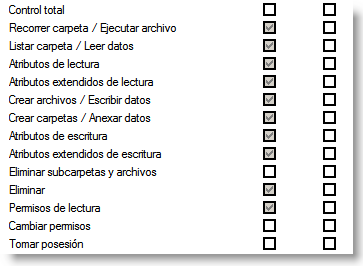 Control total
Recorrer carpeta / Ejecutar archivo
Listar carpeta / Leer datos
Atributos de lectura
Atributos extendidos de lectura
Crear archivos / Escribir datos
Crear carpetas / Anexar datos
Atributos de escritura
Atributos extendidos de escritura
Eliminar subcarpetas y archivos
Eliminar
Permisos de lectura
Cambiar permisos
Tomar posesión